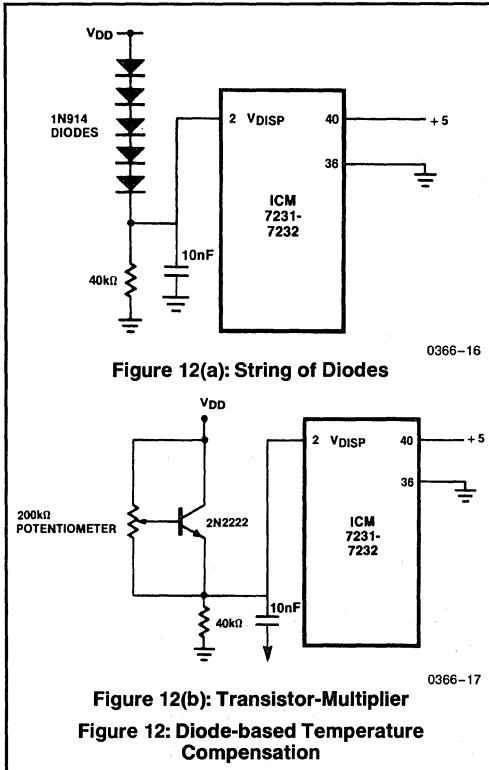 VDD
1N914
DIODES
2 VDISP 40 +5
36
ICM
7231-
7232
10nF
40kΩ
0366-16
Figure 12(a): String of Diodes
VDD
2 VDISP 40 +5
36
200kΩ
POTENTIOMETER
2N2222
ICM
7231-
7232
10nF
40kΩ
0366-17
Figure 12(b): Transistor-Multiplier
Figure 12: Diode-based Temperature
Compensation